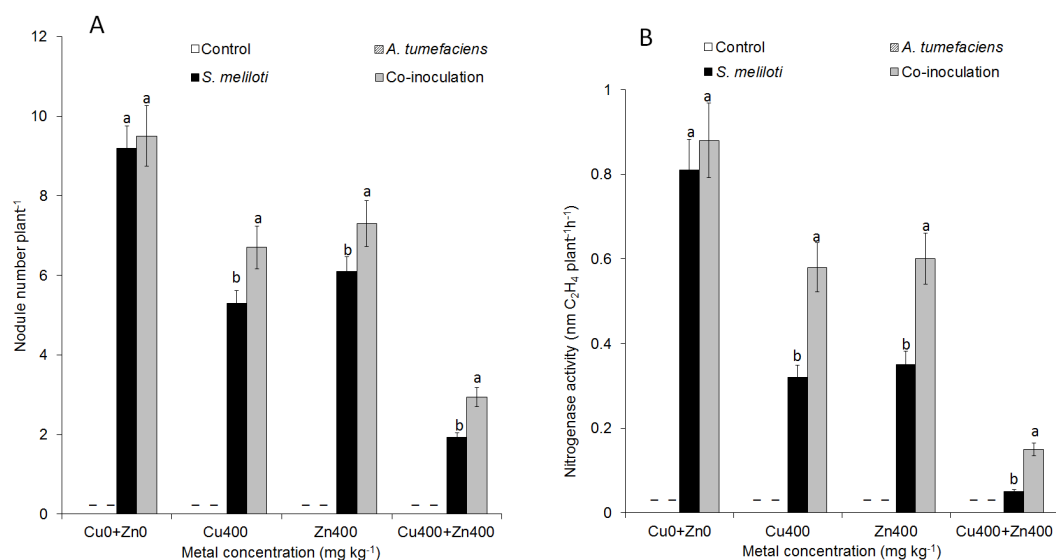 A
Control
A. tumefaciens
S. meliloti
Co-inoculation
12
10
8
6
4
2
0
Nodule number plant⁻¹
a
a
b
a
b
a
b
a
Cu0+Zn0
Cu400
Zn400
Cu400+Zn400
Metal concentration (mg kg⁻¹)
B
Control
A. tumefaciens
S. meliloti
Co-inoculation
1
0.8
0.6
0.4
0.2
0
Nitrogenase activity (nm C₂H₄ plant⁻¹h⁻¹)
a
a
b
a
b
a
b
a
Cu0+Zn0
Cu400
Zn400
Cu400+Zn400
Metal concentration (mg kg⁻¹)